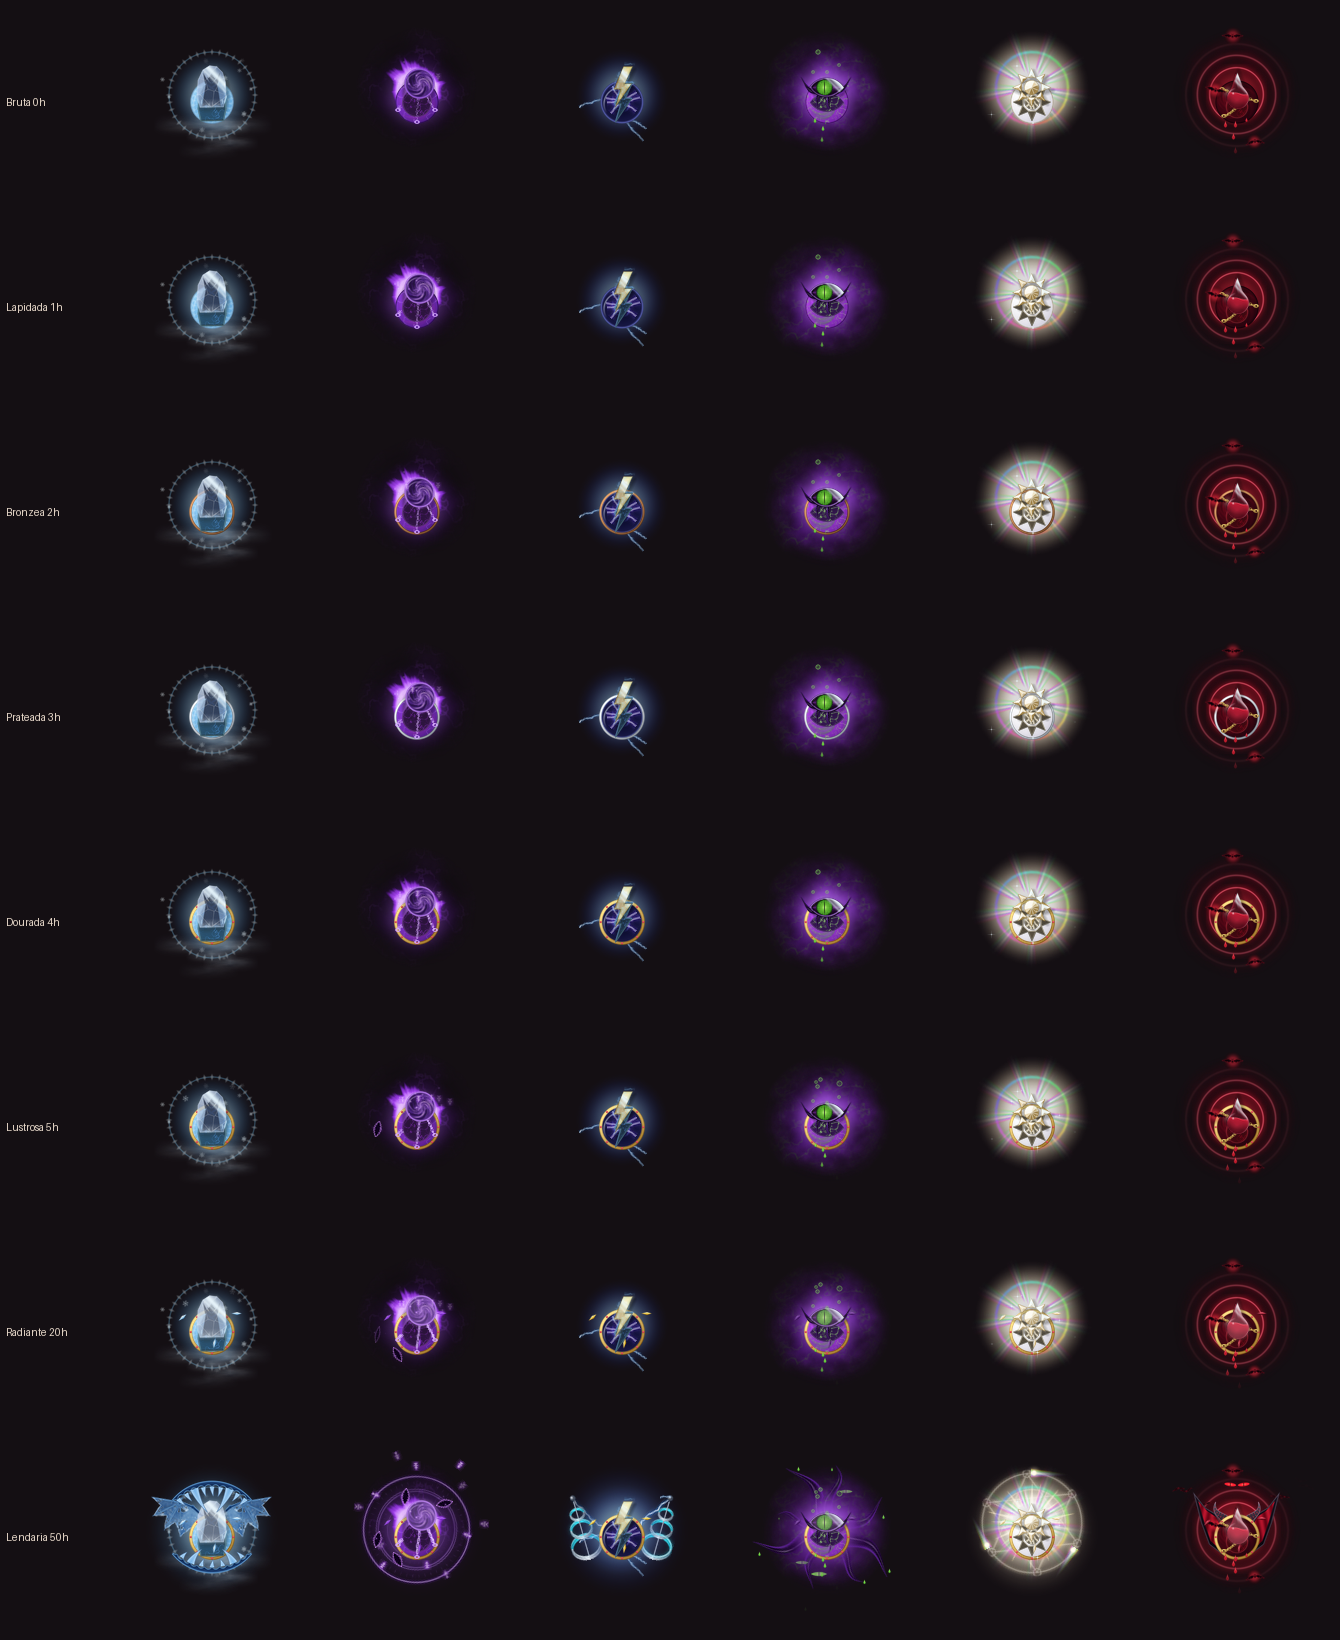 Bruta 0h
Lapidada 1h
Bronzea 2h
Prateada 3h
Dourada 4h
Lustrosa 5h
Radiante 20h
Lendaria 50h